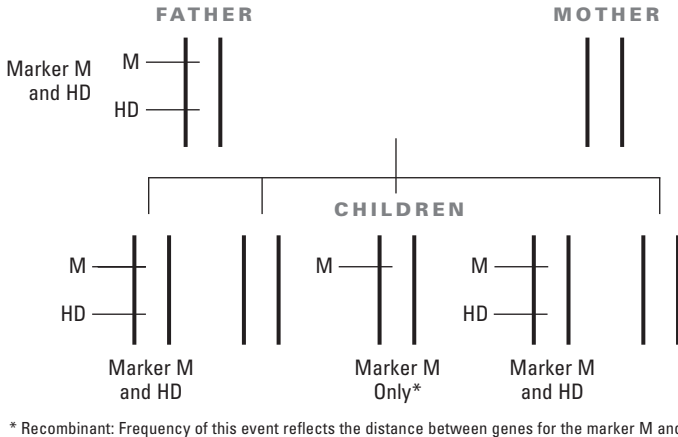 FATHER
MOTHER
Marker M
and HD
M
HD
CHILDREN
M
HD
M
M
HD
Marker M
and HD
Marker M
Only*
Marker M
and HD
* Recombinant: Frequency of this event reflects the distance between genes for the marker M and